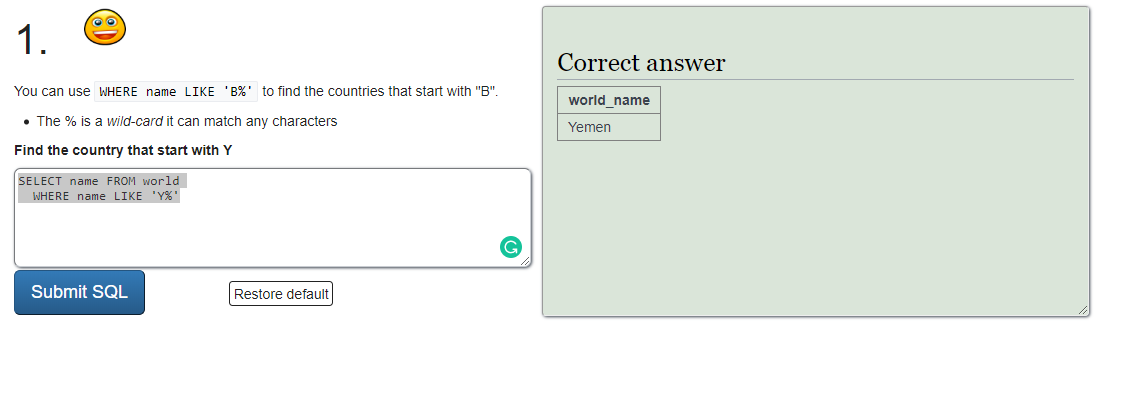 1.
You can use WHERE name LIKE 'B%' to find the countries that start with "B".
• The % is a wild-card it can match any characters
Find the country that start with Y
SELECT name FROM world
WHERE name LIKE 'Y%'
Submit SQL
Restore default
Correct answer
world_name
Yemen